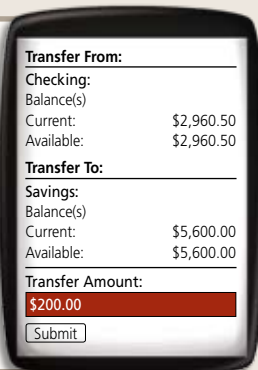 Transfer From:
Checking:
Balance(s)
Current: $2,960.50
Available: $2,960.50
Transfer To:
Savings:
Balance(s)
Current: $5,600.00
Available: $5,600.00
Transfer Amount:
$200.00
Submit